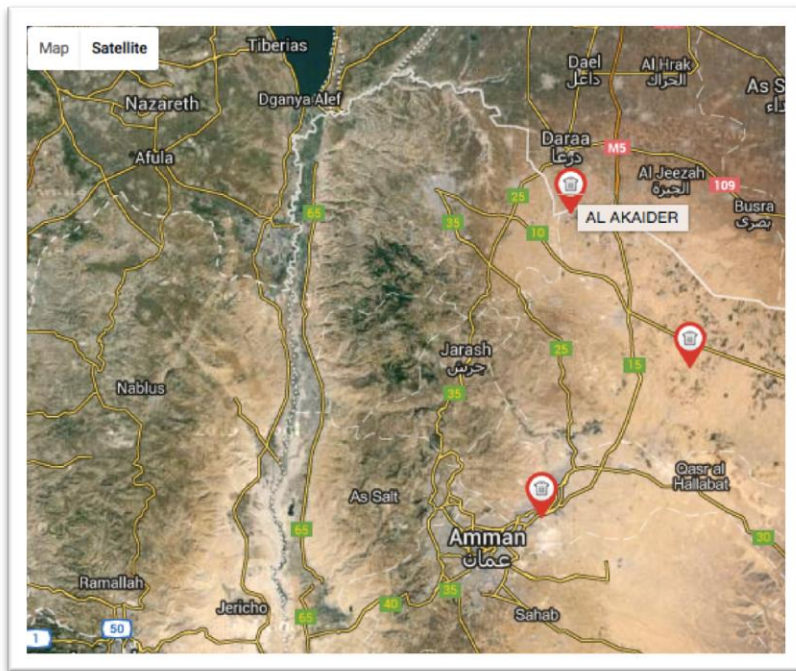 Map Satellite
Tiberias
Dael
داعل
Al Hrak
الحراك
As S
داء
Nazareth
Dganya Alef
Daraa
درعا
M5
Afula
Al Jeezah
الجيزة
109
25
65
35
AL AKAIDER
Busra
بصرى
10
Jarash
جرش
25
15
35
Nablus
Qasr al
Hallabat
As Salt
65
Amman
عمان
30
Ramallah
Jericho
35
40
65
Sahab
50
1